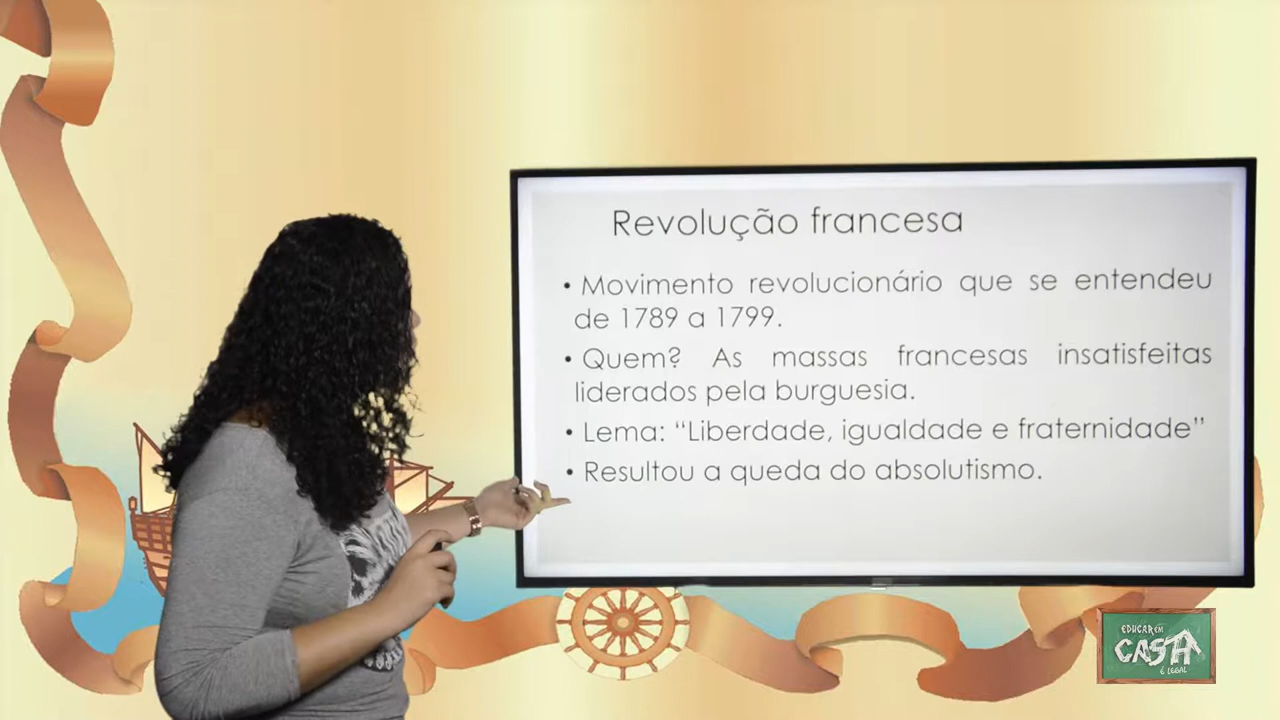 Revolução francesa
• Movimento revolucionário que se entendeu
de 1789 a 1799.
• Quem? As massas francesas insatisfeitas
liderados pela burguesia.
• Lema: “Liberdade, igualdade e fraternidade”
• Resultou a queda do absolutismo.
EDUCAR EM
CASA
É LEGAL